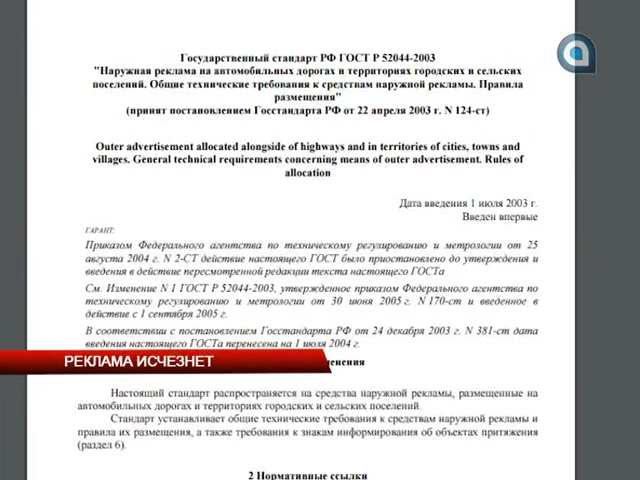 Государственный стандарт РФ ГОСТ Р 52044-2003
"Наружная реклама на автомобильных дорогах и территориях городских и сельских
поселений. Общие технические требования к средствам наружной рекламы. Правила
размещения"
(принят постановлением Госстандарта РФ от 22 апреля 2003 г. N 124-ст)
Outer advertisement allocated alongside of highways and in territories of cities, towns and
villages. General technical requirements concerning means of outer advertisement. Rules of
allocation
Дата введения 1 июля 2003 г.
Введен впервые
ГАРАНТ:
Приказом Федерального агентства по техническому регулированию и метрологии от 25
августа 2004 г. N 2-СТ действие настоящего ГОСТ было приостановлено до утверждения и
введения в действие пересмотренной редакции текста настоящего ГОСТа
См. Изменение N 1 ГОСТ Р 52044-2003, утвержденное приказом Федерального агентства по
техническому регулированию и метрологии от 30 июня 2005 г. N 170-ст и введенное в
действие с 1 сентября 2005 г.
В соответствии с постановлением Госстандарта РФ от 24 декабря 2003 г. N 381-ст дата
введения настоящего ГОСТа перенесена на 1 июля 2004 г.
РЕКЛАМА ИСЧЕЗНЕТ
Настоящий стандарт распространяется на средства наружной рекламы, размещенные на
автомобильных дорогах и территориях городских и сельских поселений.
Стандарт устанавливает общие технические требования к средствам наружной рекламы и
правила их размещения, а также требования к знакам информирования об объектах притяжения
(раздел 6).
2 Нормативные ссылки